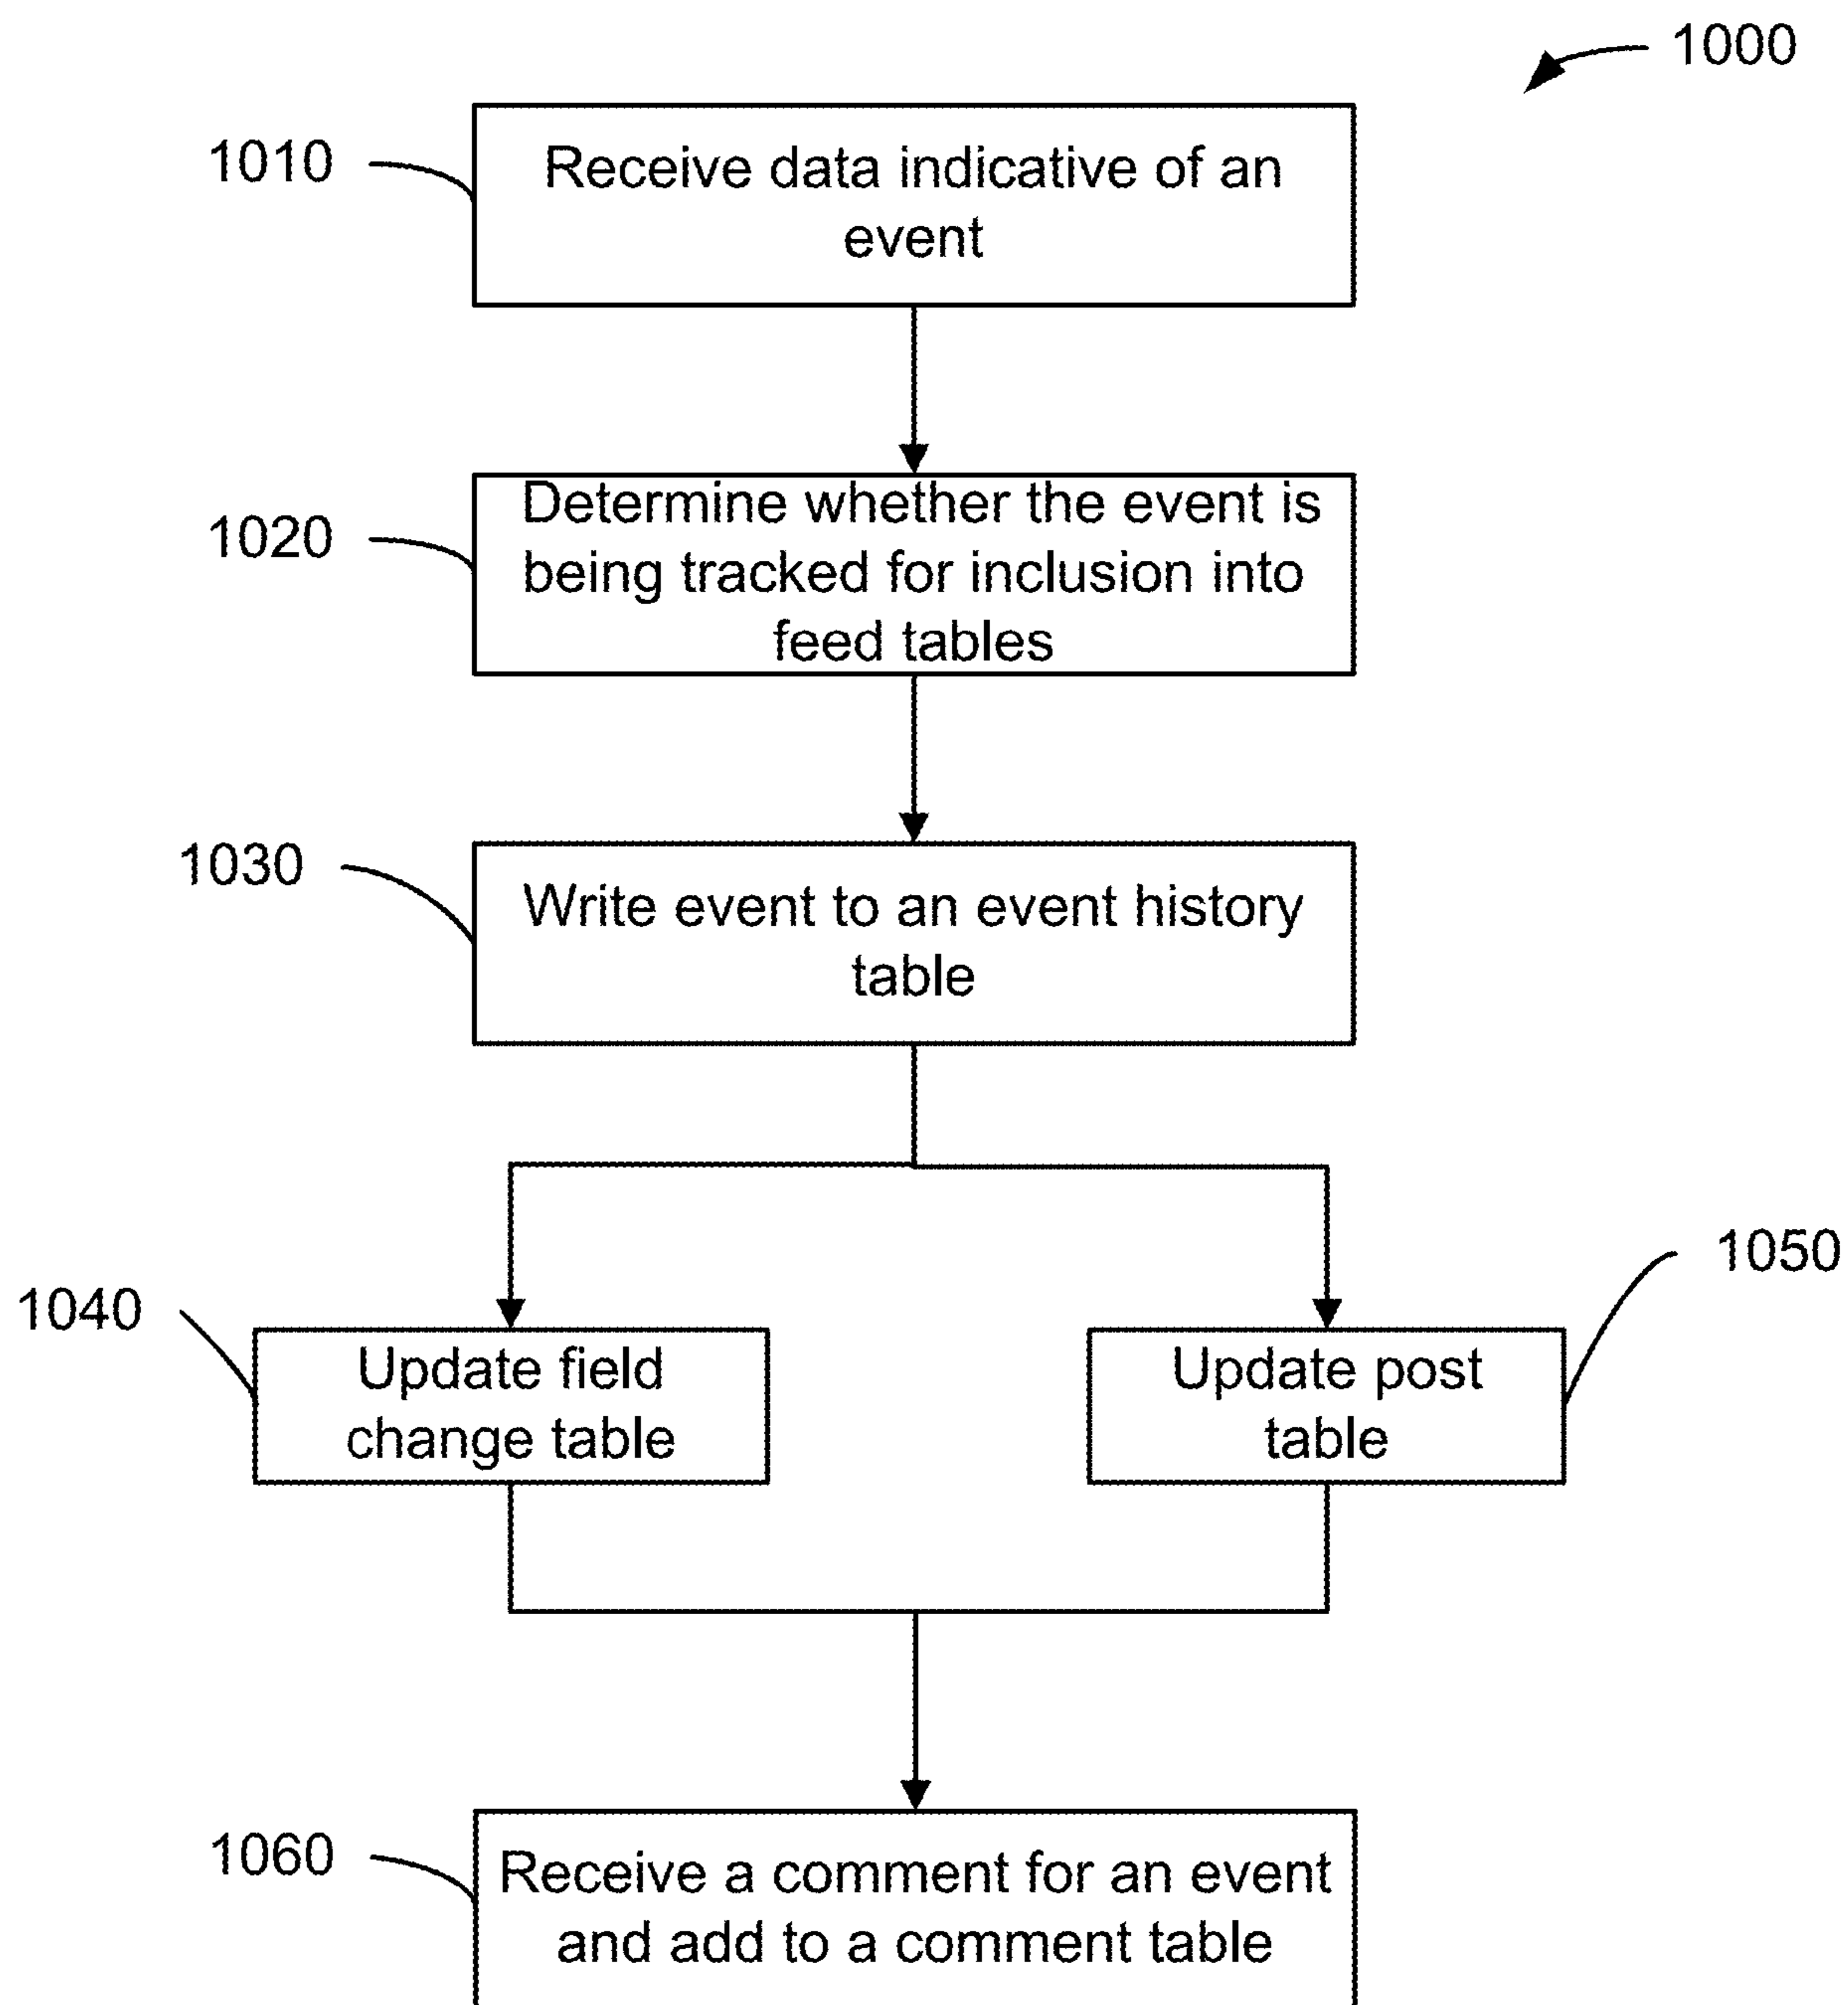 1000
1010
Receive data indicative of an
event
1020
Determine whether the event is
being tracked for inclusion into
feed tables
1030
Write event to an event history
table
1040
Update field
change table
1050
Update post
table
1060
Receive a comment for an event
and add to a comment table